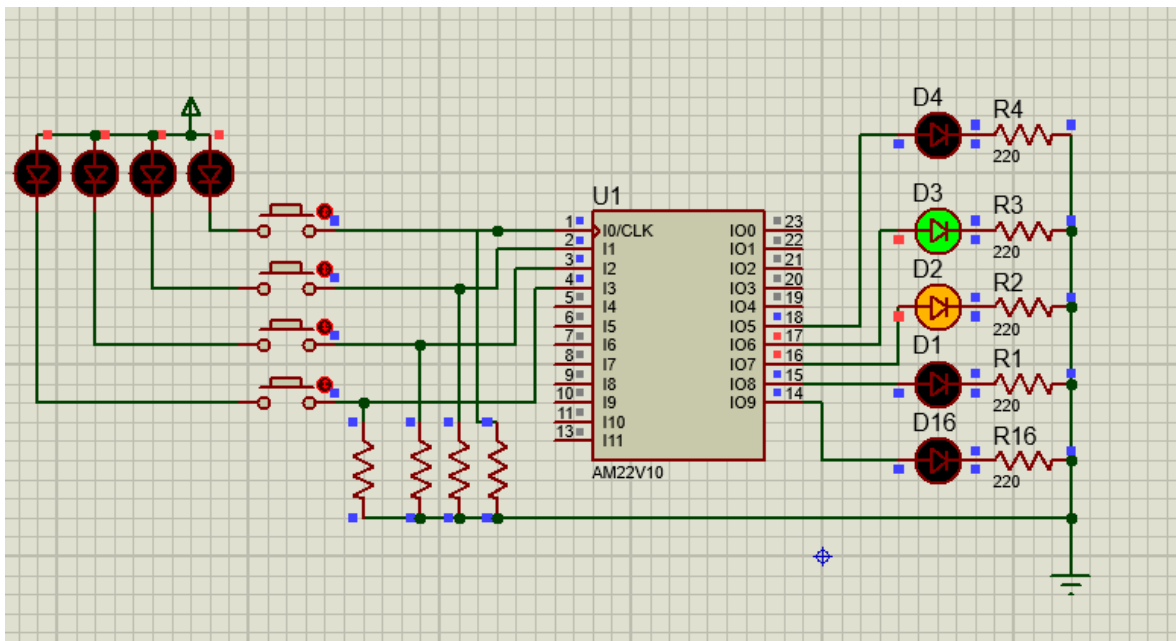 D4
R4
220
D3
R3
220
D2
R2
220
D1
R1
220
D16
R16
220
U1
1 I0/CLK IO0 23
2 I1 IO1 22
3 I2 IO2 21
4 I3 IO3 20
5 I4 IO4 19
6 I5 IO5 18
7 I6 IO6 17
8 I7 IO7 16
9 I8 IO8 15
10 I9 IO9 14
11 I10
13 I11
AM22V10